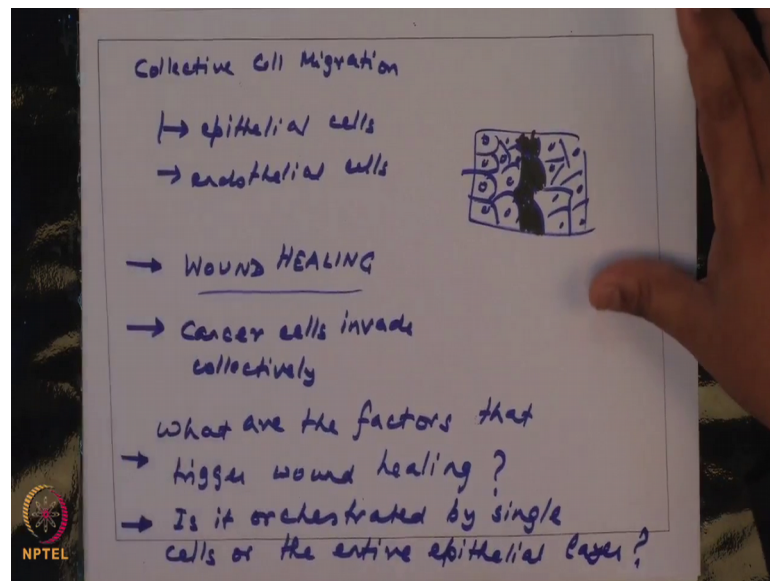 Collective Cell Migration
↦ epithelial cells
→ endothelial cells
→ WOUND HEALING
→ Cancer cells invade
collectively
What are the factors that
→ trigger wound healing?
→ Is it orchestrated by single
cells or the entire epithelial layer?
NPTEL